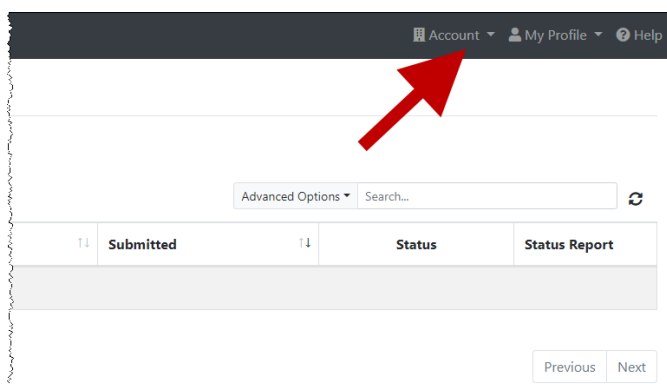 Account My Profile Help
Advanced Options Search...
Submitted Status Status Report
Previous Next